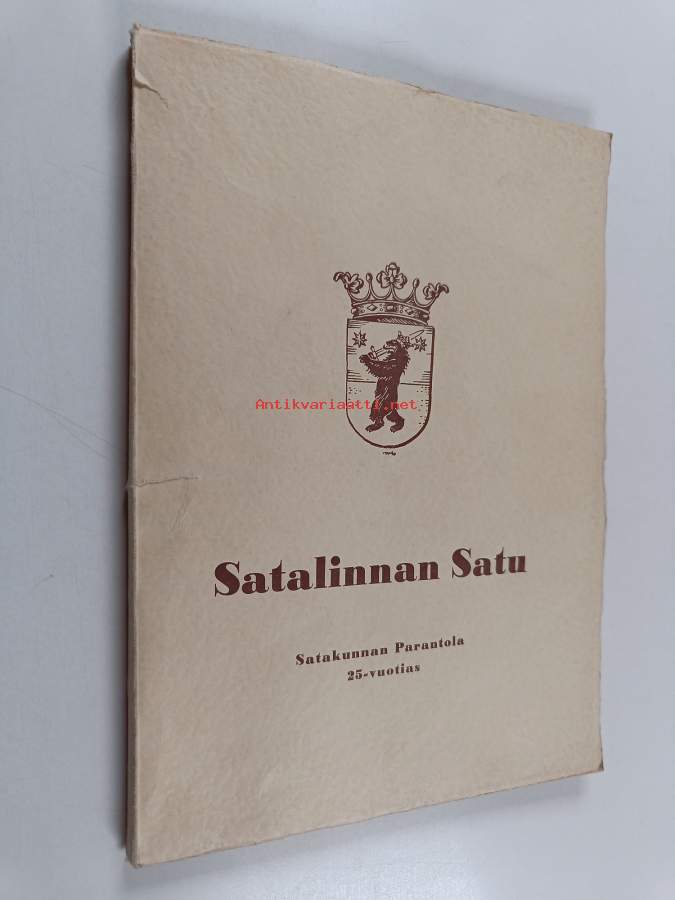 Antikvariaatti.net
Satalinnan Satu
Satakunnan Parantola
25-vuotias